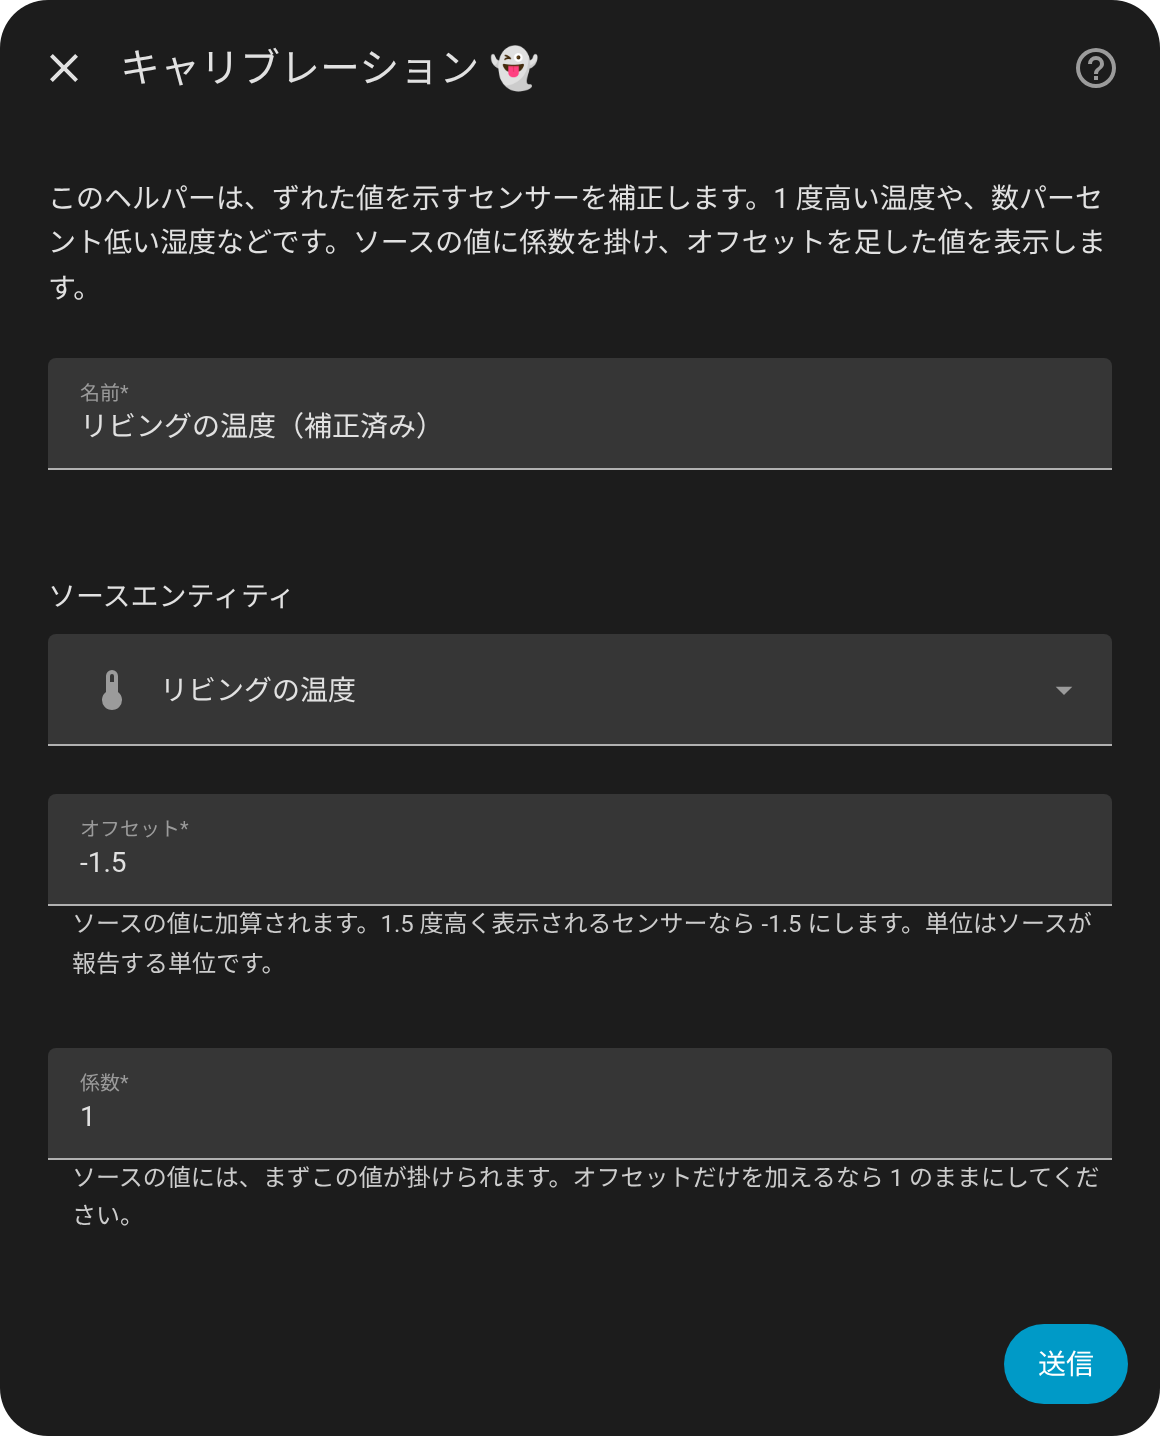 キャリブレーション 👻
このヘルパーは、ずれた値を示すセンサーを補正します。1 度高い温度や、数パーセ
ント低い湿度などです。ソースの値に係数を掛け、オフセットを足した値を表示しま
す。
名前*
リビングの温度（補正済み）
ソースエンティティ
リビングの温度
オフセット*
-1.5
ソースの値に加算されます。1.5 度高く表示されるセンサーなら -1.5 にします。単位はソースが
報告する単位です。
係数*
1
ソースの値には、まずこの値が掛けられます。オフセットだけを加えるなら 1 のままにしてくだ
さい。
送信